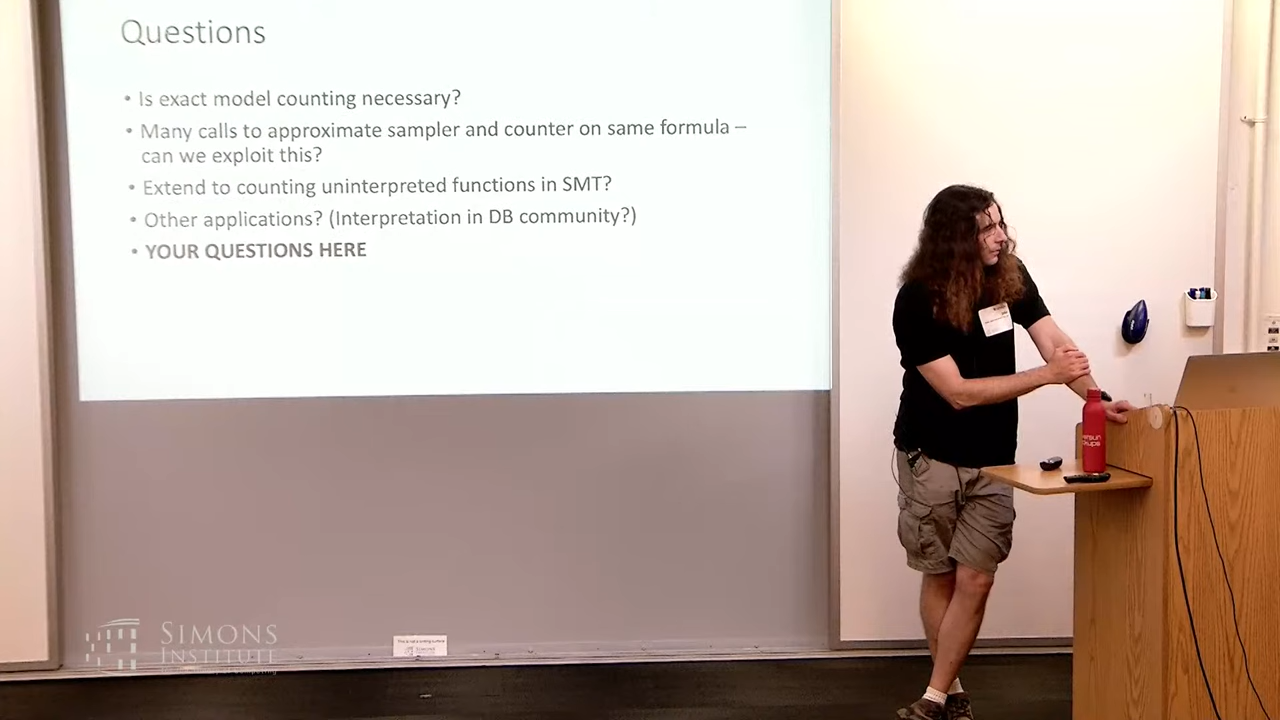 Questions
• Is exact model counting necessary?
• Many calls to approximate sampler and counter on same formula –
can we exploit this?
• Extend to counting uninterpreted functions in SMT?
• Other applications? (Interpretation in DB community?)
• YOUR QUESTIONS HERE
SIMONS
INSTITUTE